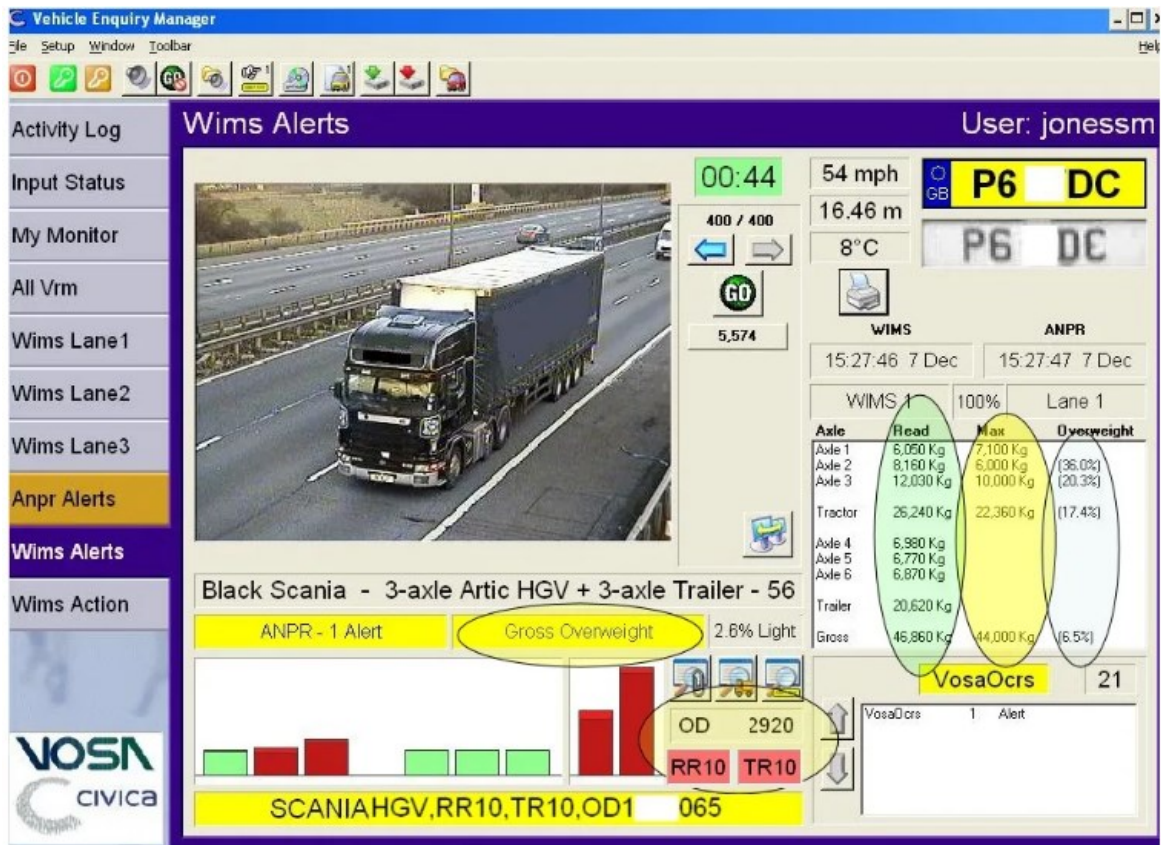 Vehicle Enquiry Manager
File Setup Window Toolbar Help
Activity Log
Input Status
My Monitor
All Vrm
Wims Lane1
Wims Lane2
Wims Lane3
Anpr Alerts
Wims Alerts
Wims Action
VOSA
CIVICA
Wims Alerts User: jonessm
00:44
400 / 400
GO
5,574
54 mph
16.46 m
8°C
GB P6 DC
P6 DC
WIMS ANPR
15:27:46 7 Dec 15:27:47 7 Dec
WIMS 1 100% Lane 1
Axle Read Max Overweight
Axle 1 6,050 Kg 7,100 Kg
Axle 2 8,160 Kg 6,000 Kg (36.0%)
Axle 3 12,030 Kg 10,000 Kg (20.3%)
Tractor 26,240 Kg 22,360 Kg (17.4%)
Axle 4 6,980 Kg
Axle 5 6,770 Kg
Axle 6 6,870 Kg
Trailer 20,620 Kg
Gross 46,860 Kg 44,000 Kg (6.5%)
Black Scania - 3-axle Artic HGV + 3-axle Trailer - 56
ANPR - 1 Alert Gross Overweight 2.6% Light
OD 2920
RR10 TR10
SCANIAHGV,RR10,TR10,OD1 065
VosaOcrs 21
VosaOcrs 1 Alert